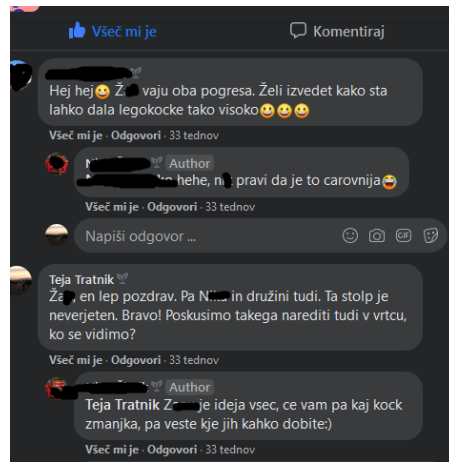 Všeč mi je
Komentiraj
Hej hej😀 vaju oba pogresa. Želi izvedet kako sta
lahko dala legokocke tako visoko😀😀😀
Všeč mi je · Odgovori · 33 tednov
Author
hehe, pravi da je to carovnija😂
Všeč mi je · Odgovori · 33 tednov
Napiši odgovor ...
GIF
Teja Tratnik
en lep pozdrav. Pa in družini tudi. Ta stolp je
neverjeten. Bravo! Poskusimo takega narediti tudi v vrtcu,
ko se vidimo?
Všeč mi je · Odgovori · 33 tednov
Author
Teja Tratnik je ideja vsec, ce vam pa kaj kock
zmanjka, pa veste kje jih kahko dobite:)
Všeč mi je · Odgovori · 33 tednov